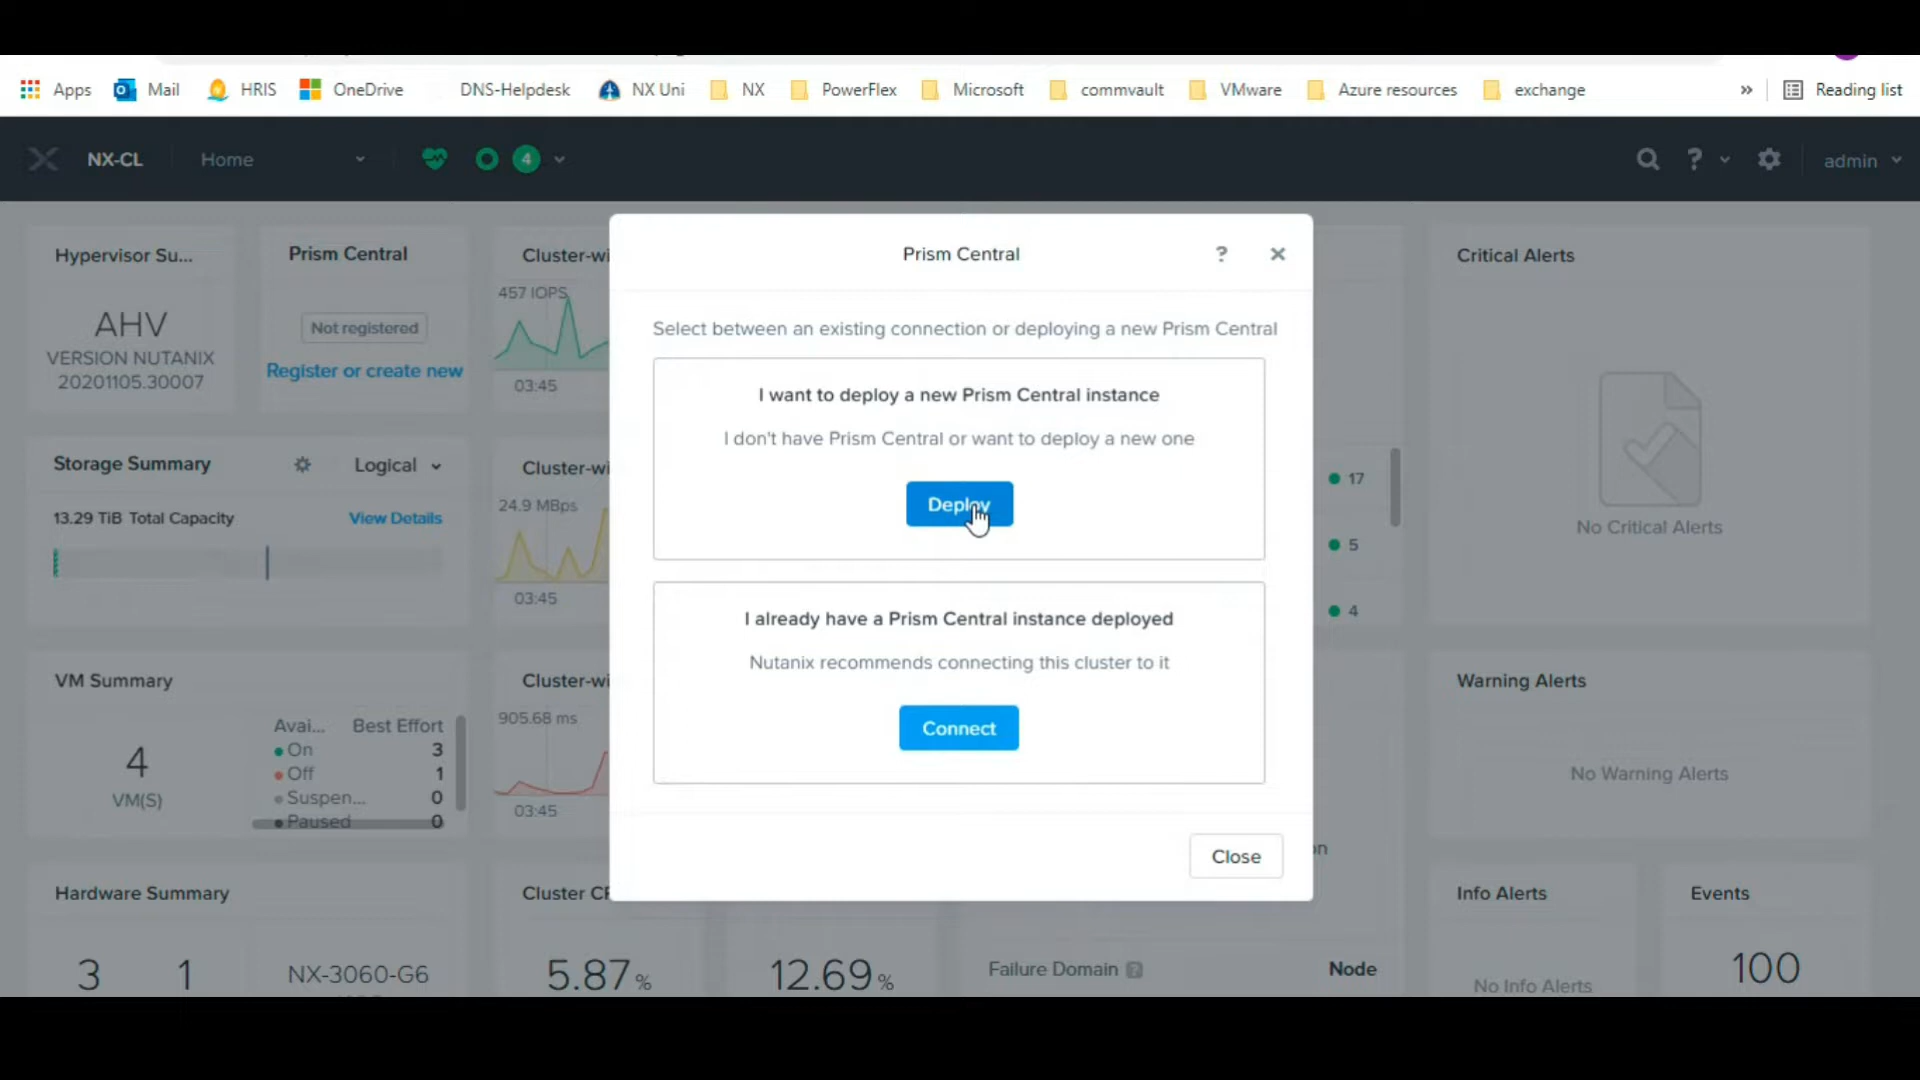 Apps
Mail
HRIS
OneDrive
DNS-Helpdesk
NX Uni
NX
PowerFlex
Microsoft
commvault
VMware
Azure resources
exchange
»
Reading list
NX-CL
Home
4
?
admin
Hypervisor Su...
AHV
VERSION NUTANIX
20201105.30007
Prism Central
Not registered
Register or create new
Cluster-wi
457 IOPS
03:45
Storage Summary
Logical
13.29 TiB Total Capacity
View Details
Cluster-wi
24.9 MBps
03:45
VM Summary
4
VM(S)
Avai... Best Effort
On 3
Off 1
Suspen... 0
Paused 0
Cluster-wi
905.68 ms
03:45
Hardware Summary
3
1
NX-3060-G6
Cluster CP
5.87%
12.69%
Prism Central
?
Select between an existing connection or deploying a new Prism Central
I want to deploy a new Prism Central instance
I don't have Prism Central or want to deploy a new one
Deploy
I already have a Prism Central instance deployed
Nutanix recommends connecting this cluster to it
Connect
Close
17
5
4
on
Failure Domain ?
Node
Critical Alerts
No Critical Alerts
Warning Alerts
No Warning Alerts
Info Alerts
No Info Alerts
Events
100